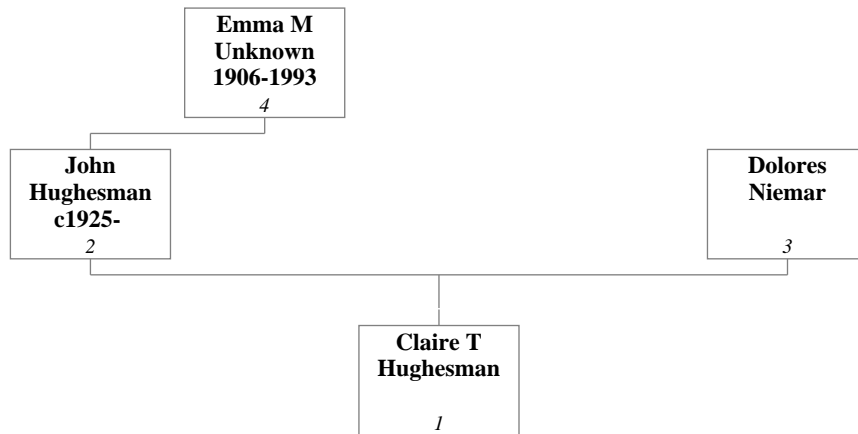 Emma M
Unknown
1906-1993
4
John
Hughesman
c1925-
2
Dolores
Niemar
3
Claire T
Hughesman
1